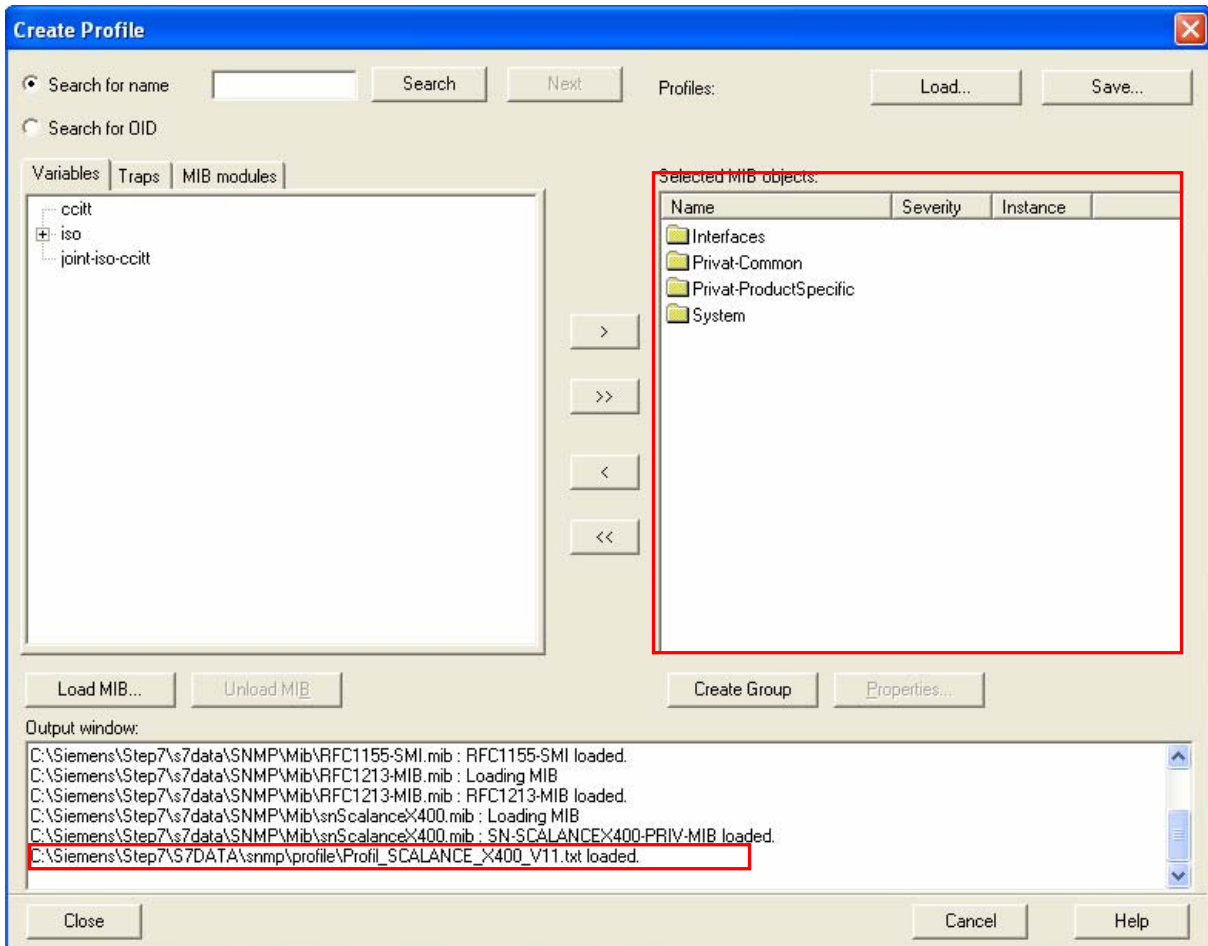 Create Profile
Search for name
Search
Next
Profiles:
Load...
Save...
Search for OID
Variables
Traps
MIB modules
ccitt
iso
joint-iso-ccitt
Selected MIB objects:
Name
Severity
Instance
Interfaces
Privat-Common
Privat-ProductSpecific
System
>
>>
<
<<
Load MIB...
Unload MIB
Create Group
Properties...
Output window:
C:\Siemens\Step7\s7data\SNMP\Mib\RFC1155-SMI.mib : RFC1155-SMI loaded.
C:\Siemens\Step7\s7data\SNMP\Mib\RFC1213-MIB.mib : Loading MIB
C:\Siemens\Step7\s7data\SNMP\Mib\RFC1213-MIB.mib : RFC1213-MIB loaded.
C:\Siemens\Step7\s7data\SNMP\Mib\snScalanceX400.mib : Loading MIB
C:\Siemens\Step7\s7data\SNMP\Mib\snScalanceX400.mib : SN-SCALANCEX400-PRIV-MIB loaded.
C:\Siemens\Step7\S7DATA\snmp\profile\Profil_SCALANCE_X400_V11.txt loaded.
Close
Cancel
Help